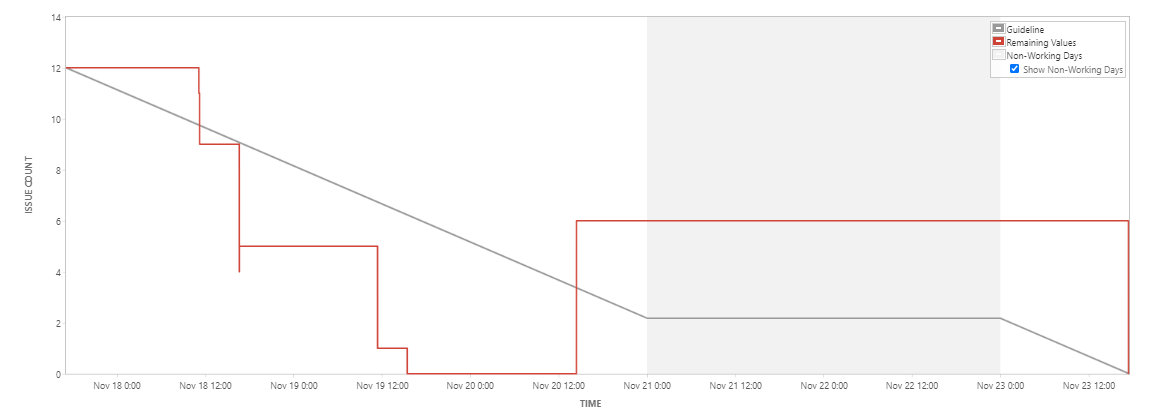 14
12
10
8
6
4
2
0
ISSUE COUNT
Guideline
Remaining Values
Non-Working Days
Show Non-Working Days
Nov 18 0:00 Nov 18 12:00 Nov 19 0:00 Nov 19 12:00 Nov 20 0:00 Nov 20 12:00 Nov 21 0:00 Nov 21 12:00 Nov 22 0:00 Nov 22 12:00 Nov 23 0:00 Nov 23 12:00
TIME